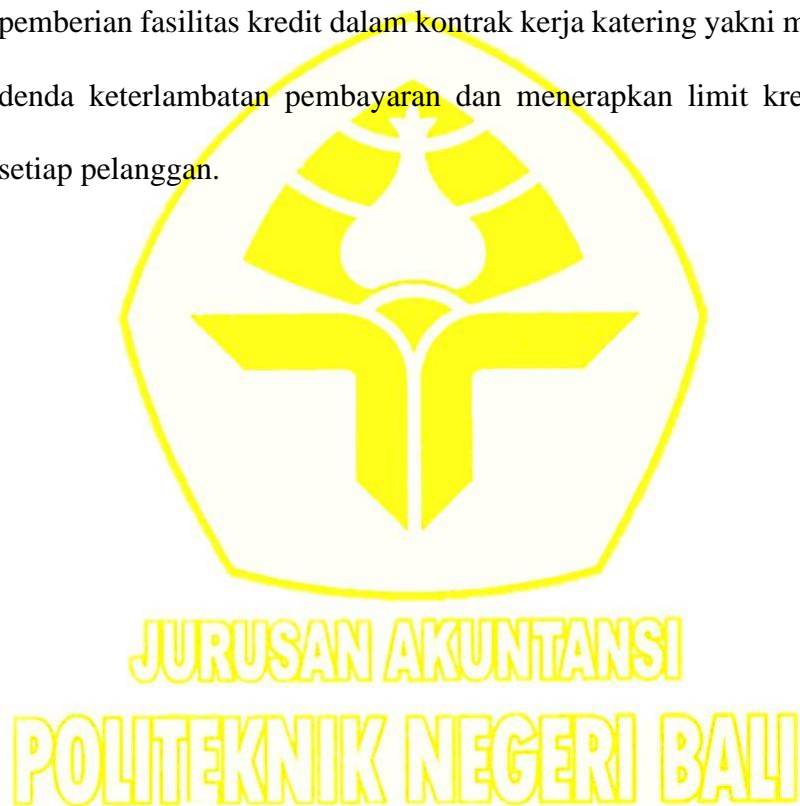 pemberian fasilitas kredit dalam kontrak kerja katering yakni
denda keterlambatan pembayaran dan menerapkan limit
setiap pelanggan.
JURUSAN AKUNTANSI
POLITEKNIK NEGERI BALI